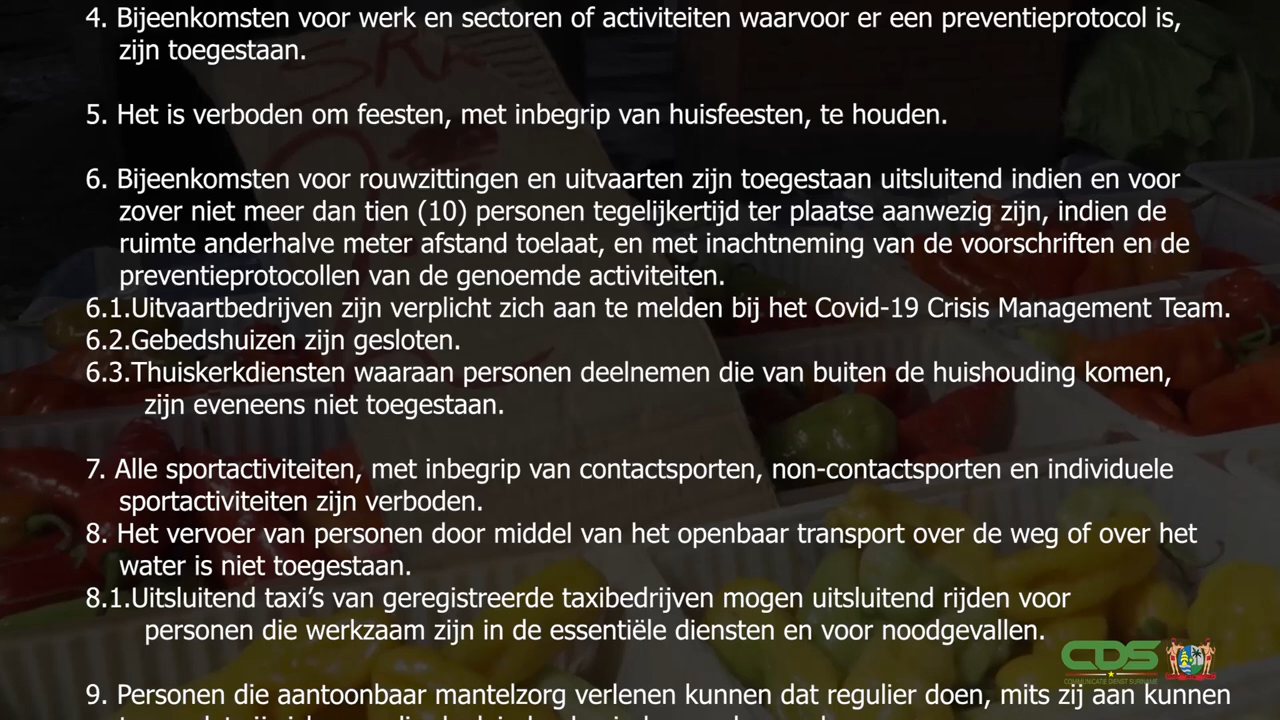 4. Bijeenkomsten voor werk en sectoren of activiteiten waarvoor er een preventieprotocol is,
zijn toegestaan.
5. Het is verboden om feesten, met inbegrip van huisfeesten, te houden.
6. Bijeenkomsten voor rouwzittingen en uitvaarten zijn toegestaan uitsluitend indien en voor
zover niet meer dan tien (10) personen tegelijkertijd ter plaatse aanwezig zijn, indien de
ruimte anderhalve meter afstand toelaat, en met inachtneming van de voorschriften en de
preventieprotocollen van de genoemde activiteiten.
6.1.Uitvaartbedrijven zijn verplicht zich aan te melden bij het Covid-19 Crisis Management Team.
6.2.Gebedshuizen zijn gesloten.
6.3.Thuiskerkdiensten waaraan personen deelnemen die van buiten de huishouding komen,
zijn eveneens niet toegestaan.
7. Alle sportactiviteiten, met inbegrip van contactsporten, non-contactsporten en individuele
sportactiviteiten zijn verboden.
8. Het vervoer van personen door middel van het openbaar transport over de weg of over het
water is niet toegestaan.
8.1.Uitsluitend taxi’s van geregistreerde taxibedrijven mogen uitsluitend rijden voor
personen die werkzaam zijn in de essentiële diensten en voor noodgevallen.
CDS
COMMUNICATIE DIENST SURINAME
9. Personen die aantoonbaar mantelzorg verlenen kunnen dat regulier doen, mits zij aan kunnen